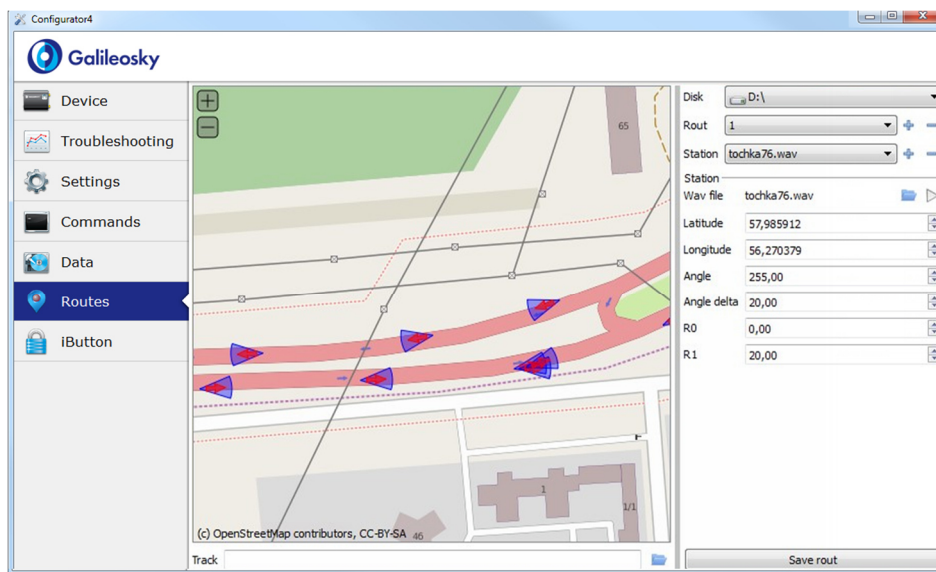 Configurator4
Galileosky
Device
Troubleshooting
Settings
Commands
Data
Routes
iButton
65
1
1/1
46
(c) OpenStreetMap contributors, CC-BY-SA
Track
Disk D:\
Rout 1
Station tochka76.wav
Station
Wav file tochka76.wav
Latitude 57,985912
Longitude 56,270379
Angle 255,00
Angle delta 20,00
R0 0,00
R1 20,00
Save rout